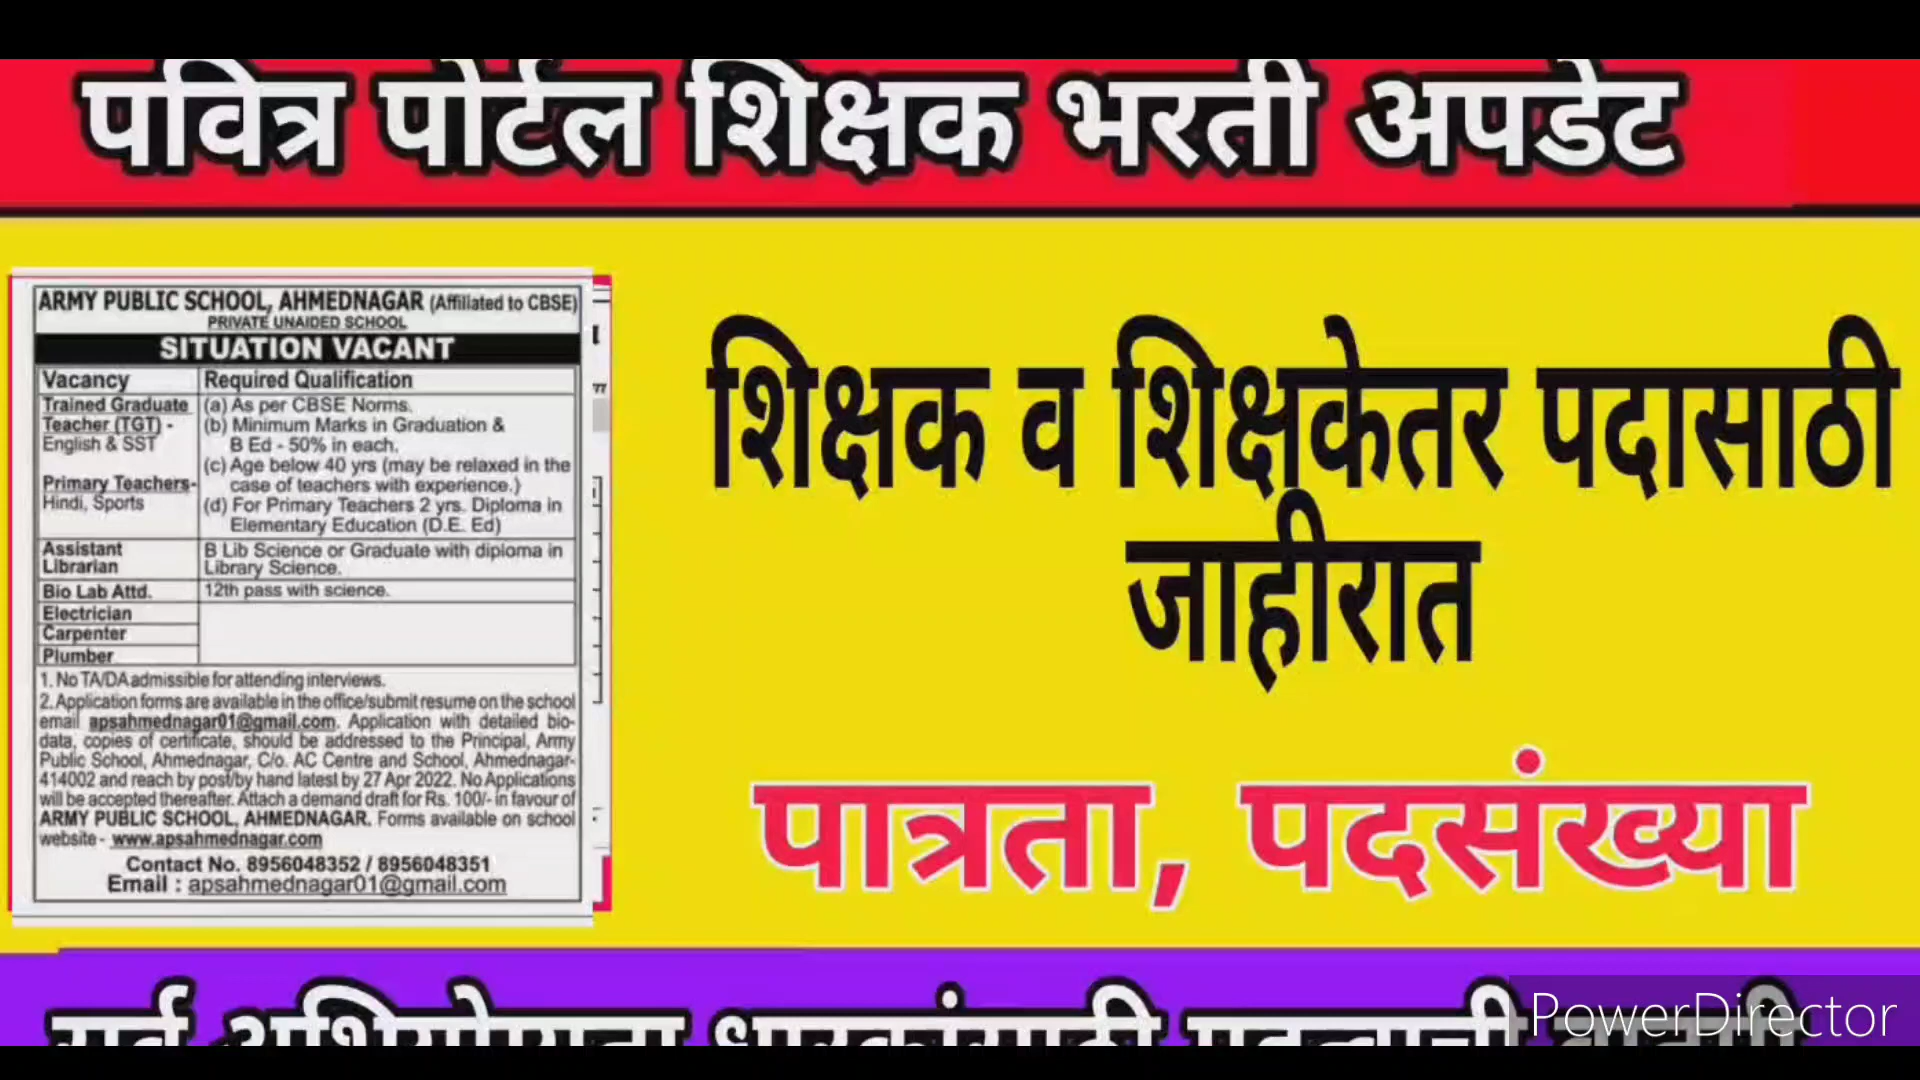 पवित्र पोर्टल शिक्षक भरती अपडेट
ARMY PUBLIC SCHOOL, AHMEDNAGAR (Affiliated to CBSE)
PRIVATE UNAIDED SCHOOL
SITUATION VACANT
Vacancy Required Qualification
Trained Graduate (a) As per CBSE Norms.
Teacher (TGT) - (b) Minimum Marks in Graduation &
English & SST B Ed - 50% in each.
(c) Age below 40 yrs (may be relaxed in the
Primary Teachers- case of teachers with experience.)
Hindi, Sports (d) For Primary Teachers 2 yrs. Diploma in
Elementary Education (D.E. Ed)
Assistant B Lib Science or Graduate with diploma in
Librarian Library Science.
Bio Lab Attd. 12th pass with science.
Electrician
Carpenter
Plumber
1. No TA/DA admissible for attending interviews.
2. Application forms are available in the office/submit resume on the school
email apsahmednagar01@gmail.com. Application with detailed bio-
data, copies of certificate, should be addressed to the Principal, Army
Public School, Ahmednagar, C/o. AC Centre and School, Ahmednagar-
414002 and reach by post/by hand latest by 27 Apr 2022. No Applications
will be accepted thereafter. Attach a demand draft for Rs. 100/- in favour of
ARMY PUBLIC SCHOOL, AHMEDNAGAR. Forms available on school
website - www.apsahmednagar.com
Contact No. 8956048352 / 8956048351
Email : apsahmednagar01@gmail.com
शिक्षक व शिक्षकेतर पदासाठी
जाहीरात
पात्रता, पदसंख्या
PowerDirector